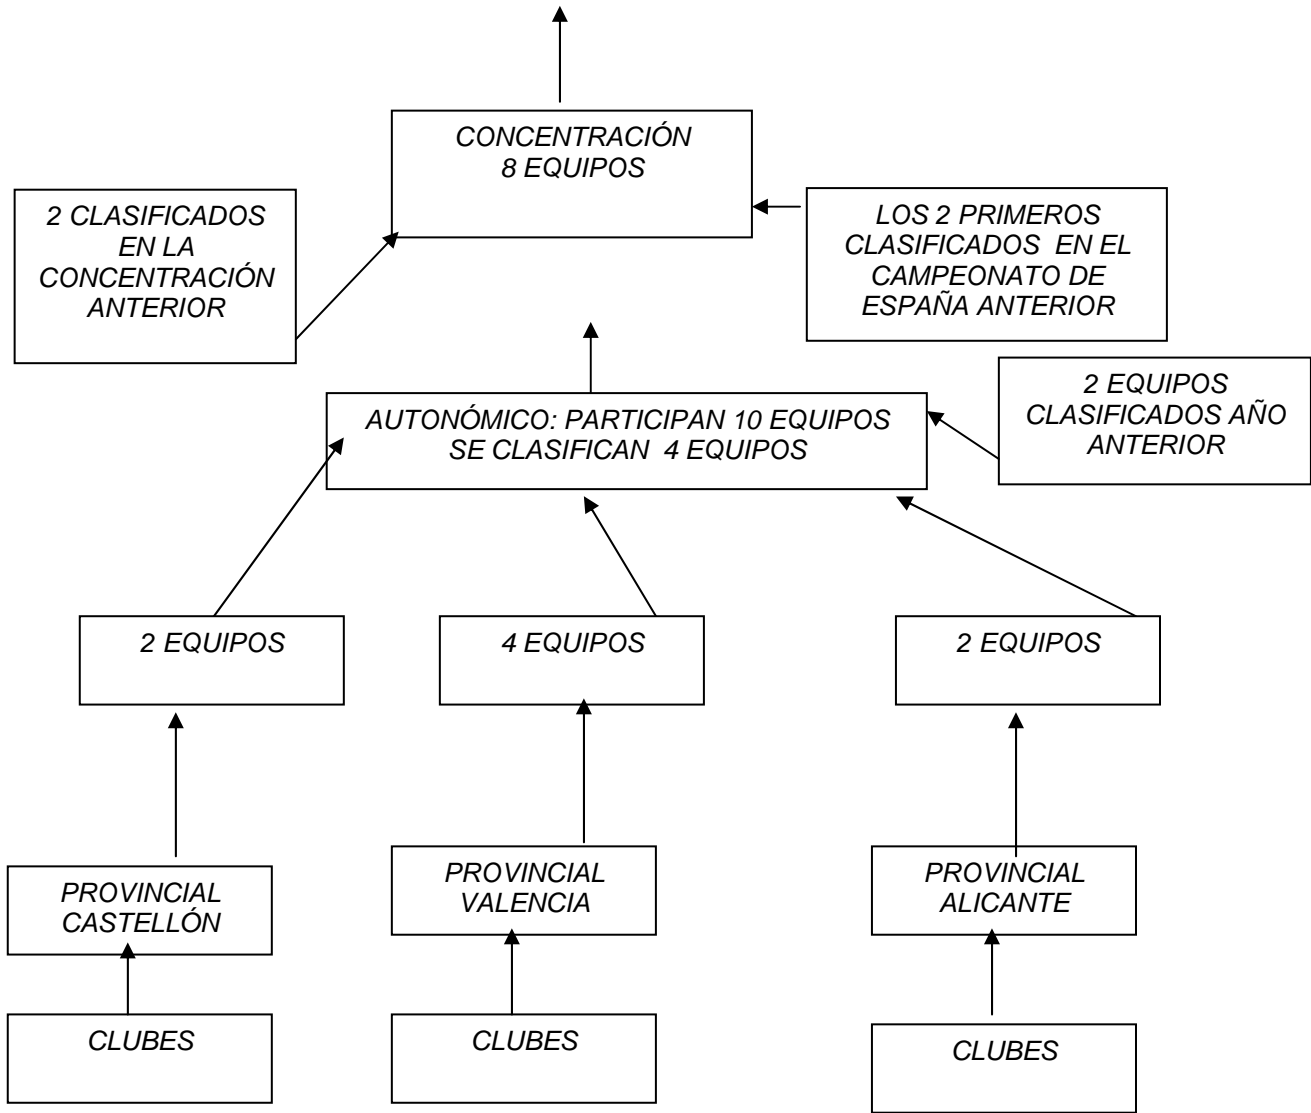 CONCENTRACIÓN
8 EQUIPOS
2 CLASIFICADOS
EN LA
CONCENTRACIÓN
ANTERIOR
LOS 2 PRIMEROS
CLASIFICADOS EN EL
CAMPEONATO DE
ESPAÑA ANTERIOR
2 EQUIPOS
CLASIFICADOS AÑO
ANTERIOR
AUTONÓMICO: PARTICIPAN 10 EQUIPOS
SE CLASIFICAN 4 EQUIPOS
2 EQUIPOS
4 EQUIPOS
2 EQUIPOS
PROVINCIAL
CASTELLÓN
PROVINCIAL
VALENCIA
PROVINCIAL
ALICANTE
CLUBES
CLUBES
CLUBES